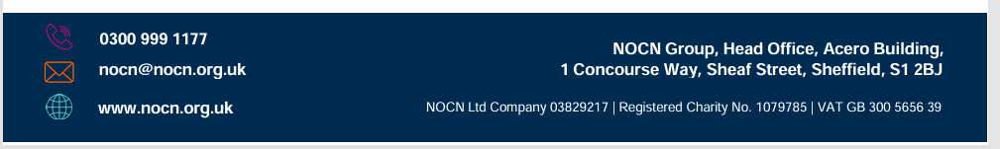 0300 999 1177
nocn@nocn.org.uk
www.nocn.org.uk
NOCN Group, Head Office, Acero Building,
1 Concourse Way, Sheaf Street, Sheffield, S1 2BJ
NOCN Ltd Company 03829217 | Registered Charity No. 1079785 | VAT GB 300 5656 39